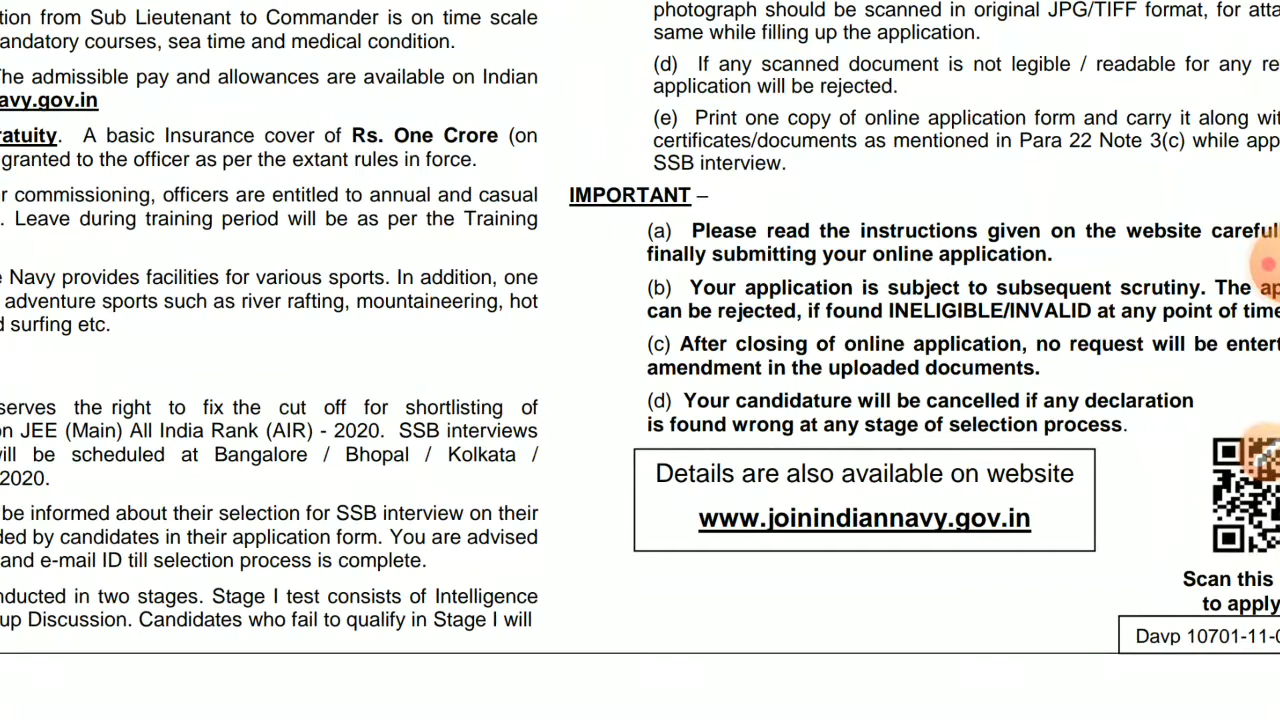 tion from Sub Lieutenant to Commander is on time scale
andatory courses, sea time and medical condition.
he admissible pay and allowances are available on Indian
avy.gov.in
ratuity. A basic Insurance cover of Rs. One Crore (on
granted to the officer as per the extant rules in force.
r commissioning, officers are entitled to annual and casual
. Leave during training period will be as per the Training
e Navy provides facilities for various sports. In addition, one
adventure sports such as river rafting, mountaineering, hot
d surfing etc.
serves the right to fix the cut off for shortlisting of
on JEE (Main) All India Rank (AIR) - 2020. SSB interviews
vill be scheduled at Bangalore / Bhopal / Kolkata /
2020.
be informed about their selection for SSB interview on their
ded by candidates in their application form. You are advised
and e-mail ID till selection process is complete.
nducted in two stages. Stage I test consists of Intelligence
up Discussion. Candidates who fail to qualify in Stage I will
photograph should be scanned in original JPG/TIFF format, for atta
same while filling up the application.
(d) If any scanned document is not legible / readable for any re
application will be rejected.
(e) Print one copy of online application form and carry it along wit
certificates/documents as mentioned in Para 22 Note 3(c) while app
SSB interview.
IMPORTANT –
(a) Please read the instructions given on the website carefull
finally submitting your online application.
(b) Your application is subject to subsequent scrutiny. The ap
can be rejected, if found INELIGIBLE/INVALID at any point of time
(c) After closing of online application, no request will be entert
amendment in the uploaded documents.
(d) Your candidature will be cancelled if any declaration
is found wrong at any stage of selection process.
Details are also available on website
www.joinindiannavy.gov.in
Scan this
to apply
Davp 10701-11-0